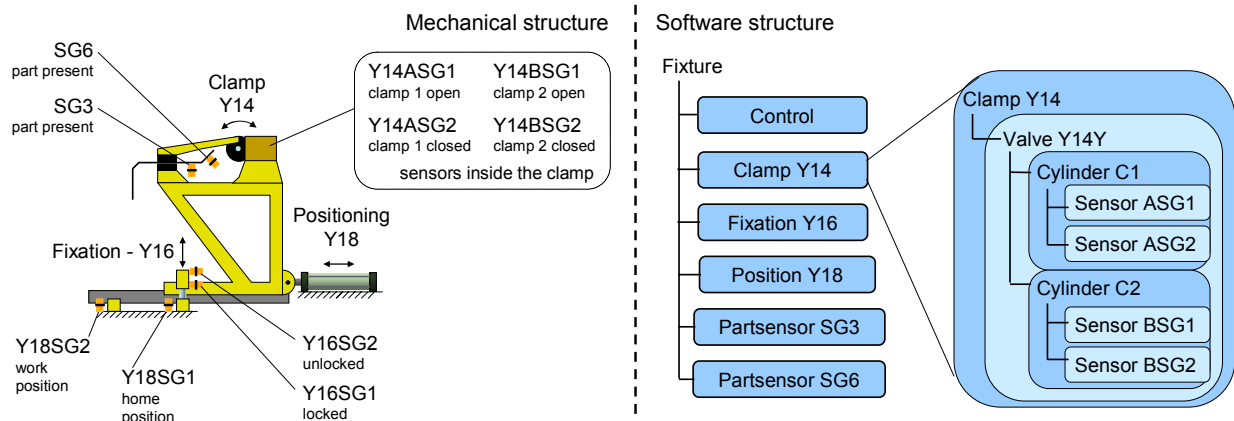 Mechanical structure
SG6
part present
SG3
part present
Clamp
Y14
Y14ASG1
clamp 1 open
Y14BSG1
clamp 2 open
Y14ASG2
clamp 1 closed
Y14BSG2
clamp 2 closed
sensors inside the clamp
Positioning
Y18
Fixation - Y16
Y18SG2
work
position
Y18SG1
home
position
Y16SG2
unlocked
Y16SG1
locked
Software structure
Fixture
Control
Clamp Y14
Fixation Y16
Position Y18
Partsensor SG3
Partsensor SG6
Clamp Y14
Valve Y14Y
Cylinder C1
Sensor ASG1
Sensor ASG2
Cylinder C2
Sensor BSG1
Sensor BSG2